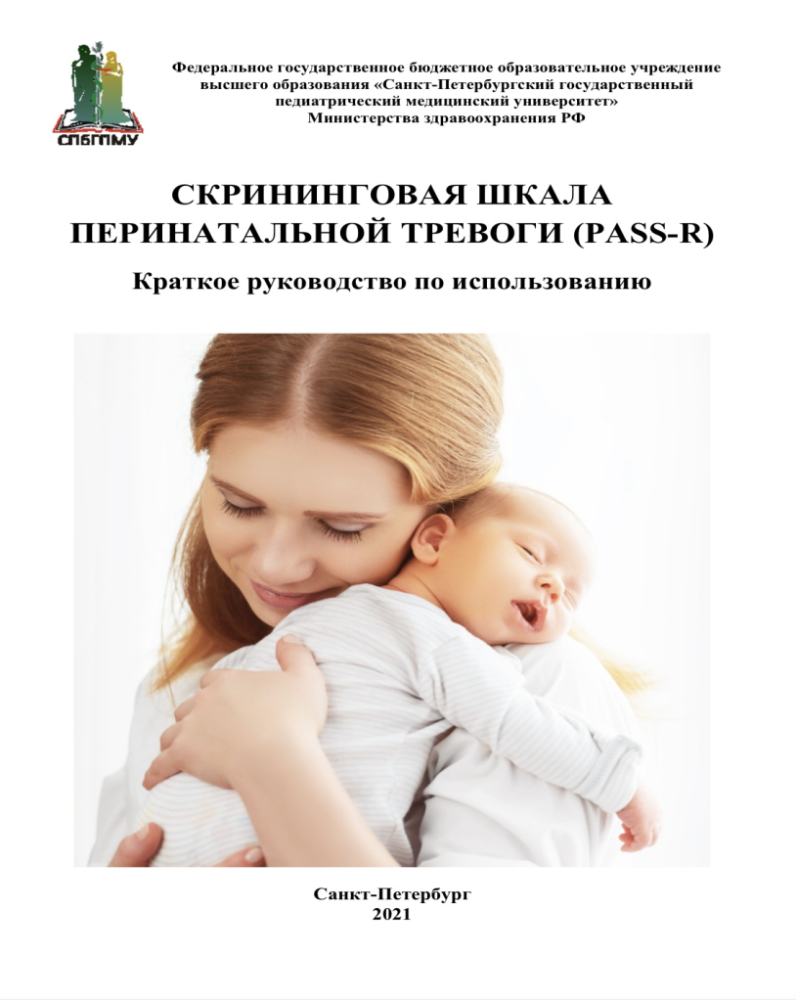 СПбГПМУ
Федеральное государственное бюджетное образовательное учреждение
высшего образования «Санкт-Петербургский государственный
педиатрический медицинский университет»
Министерства здравоохранения РФ
СКРИНИНГОВАЯ ШКАЛА
ПЕРИНАТАЛЬНОЙ ТРЕВОГИ (PASS-R)
Краткое руководство по использованию
Санкт-Петербург
2021